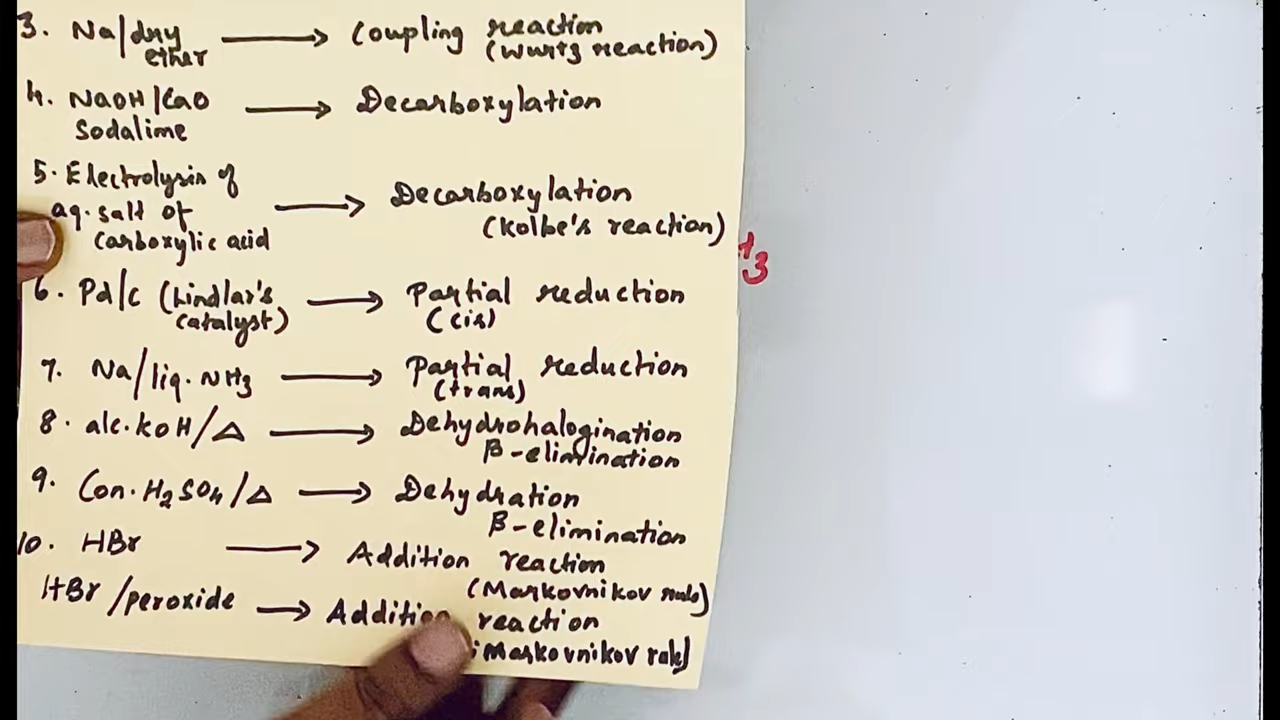 3. Na/dry ether → Coupling reaction
(Wurtz reaction)
4. NaOH/CaO → Decarboxylation
Sodalime
5. Electrolysis of
aq. salt of → Decarboxylation
carboxylic acid (Kolbe's reaction)
6. Pd/c (Lindlar's catalyst) → Partial reduction
(cis)
7. Na/liq. NH3 → Partial reduction
(trans)
8. alc. KOH/Δ → Dehydrohalogination
β-elimination
9. Con. H2SO4/Δ → Dehydration
β-elimination
10. HBr → Addition reaction
(Markovnikov rule)
HBr/peroxide → Addition reaction
Markovnikov rule)
3